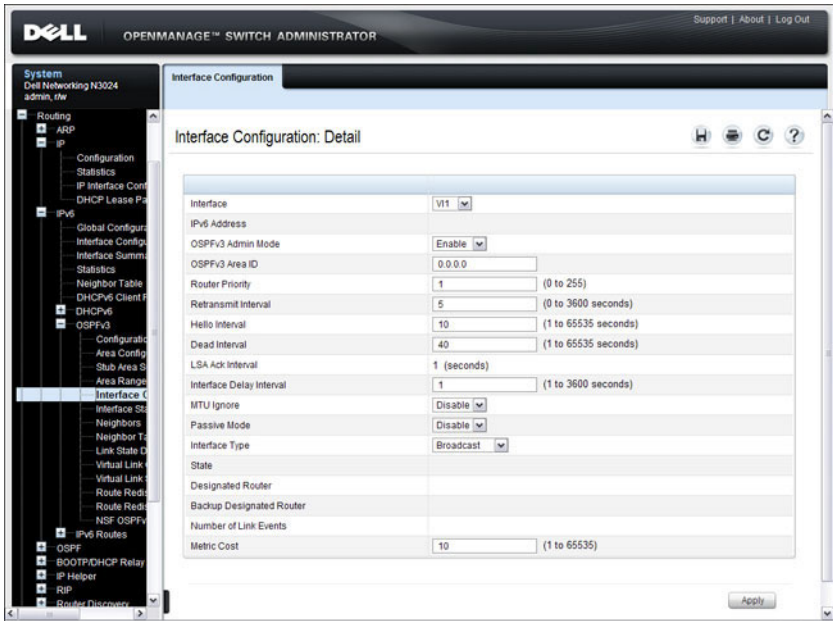 Support | About | Log Out
DELL
OPENMANAGE™ SWITCH ADMINISTRATOR
System
Dell Networking N3024
admin, r/w
Interface Configuration
Routing
ARP
IP
Configuration
Statistics
IP Interface Conf
DHCP Lease Pa
IPv6
Global Configura
Interface Configu
Interface Summa
Statistics
Neighbor Table
DHCPv6 Client P
DHCPv6
OSPFv3
Configuratio
Area Config
Stub Area S
Area Range
Interface C
Interface Sta
Neighbors
Neighbor Ta
Link State D
Virtual Link
Virtual Link
Route Redis
Route Redis
NSF OSPFv
IPv6 Routes
OSPF
BOOTP/DHCP Relay
IP Helper
RIP
Router Discovery
Interface Configuration: Detail
Interface Vl1
IPv6 Address
OSPFv3 Admin Mode Enable
OSPFv3 Area ID 0.0.0.0
Router Priority 1 (0 to 255)
Retransmit Interval 5 (0 to 3600 seconds)
Hello Interval 10 (1 to 65535 seconds)
Dead Interval 40 (1 to 65535 seconds)
LSA Ack Interval 1 (seconds)
Interface Delay Interval 1 (1 to 3600 seconds)
MTU Ignore Disable
Passive Mode Disable
Interface Type Broadcast
State
Designated Router
Backup Designated Router
Number of Link Events
Metric Cost 10 (1 to 65535)
Apply